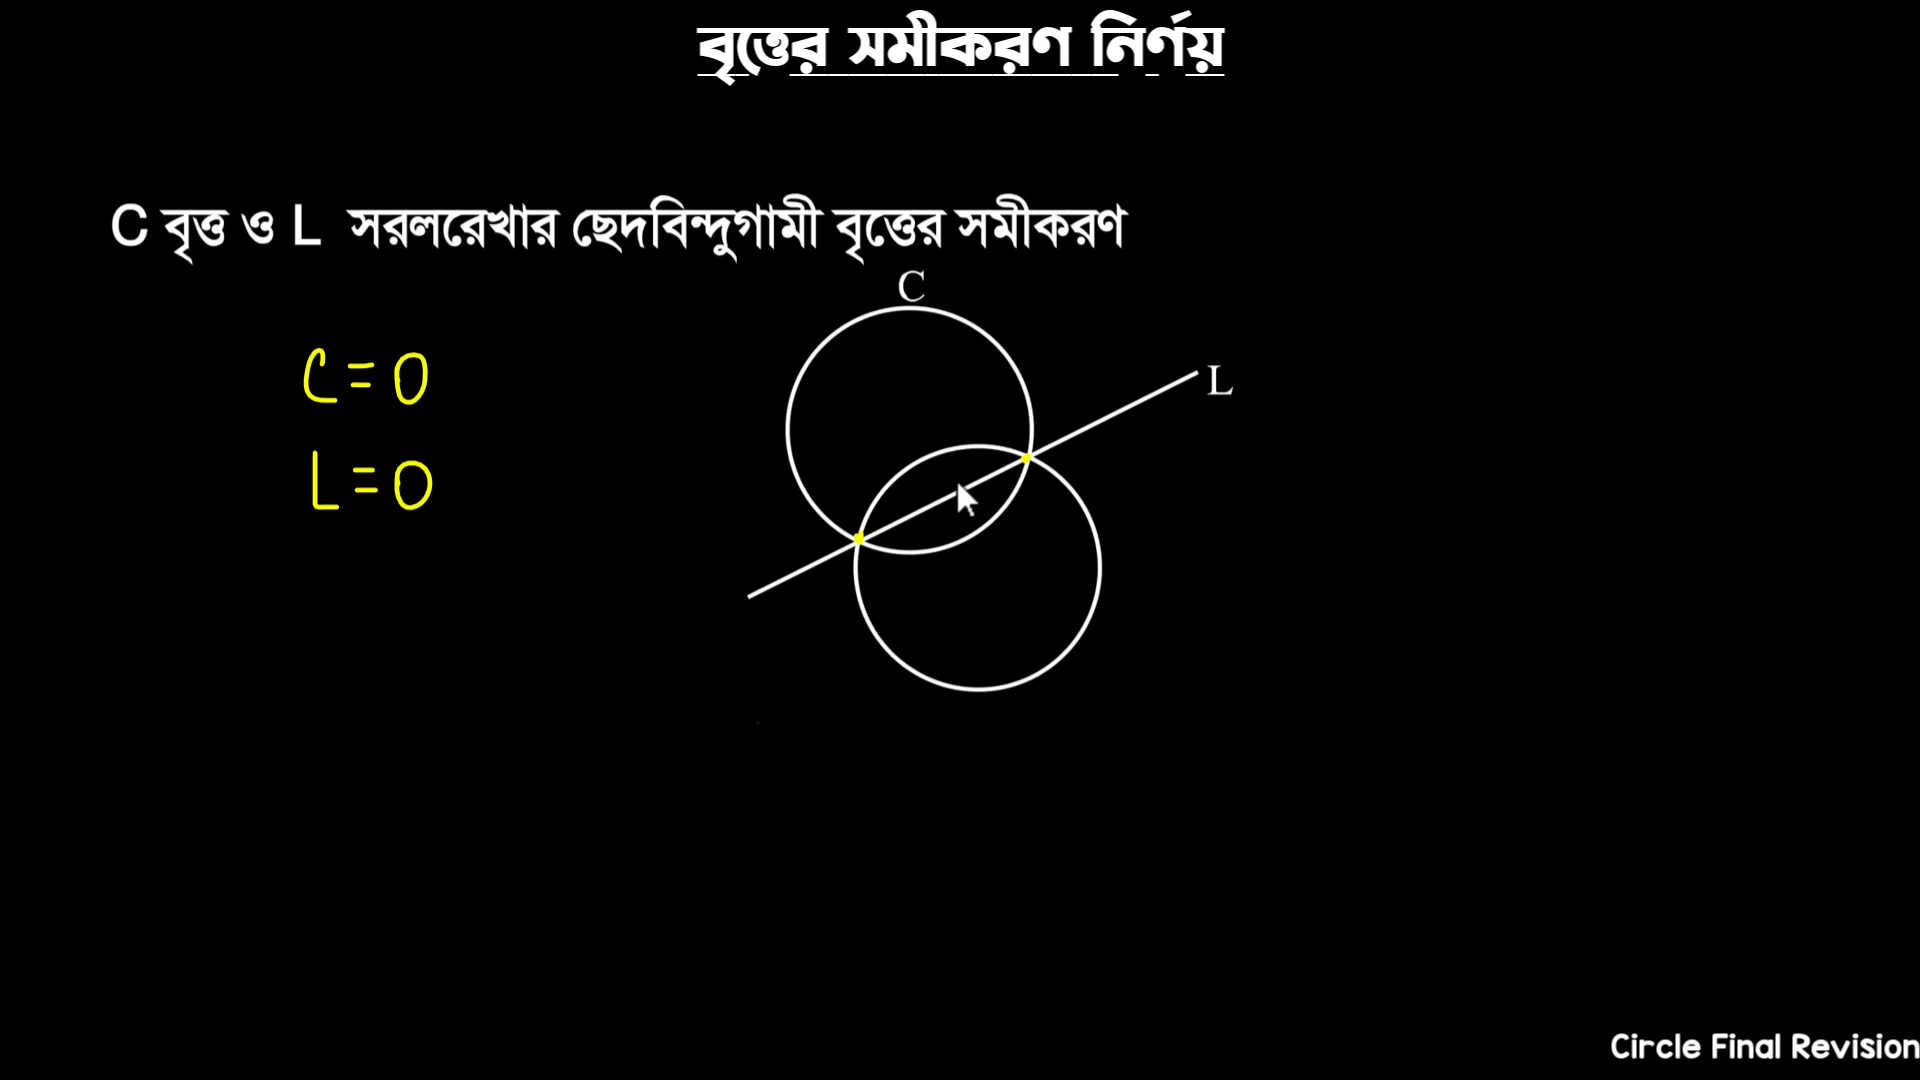 বৃত্তের সমীকরণ নির্ণয়
C বৃত্ত ও L সরলরেখার ছেদবিন্দুগামী বৃত্তের সমীকরণ
C
L
C = 0
L = 0
Circle Final Revision